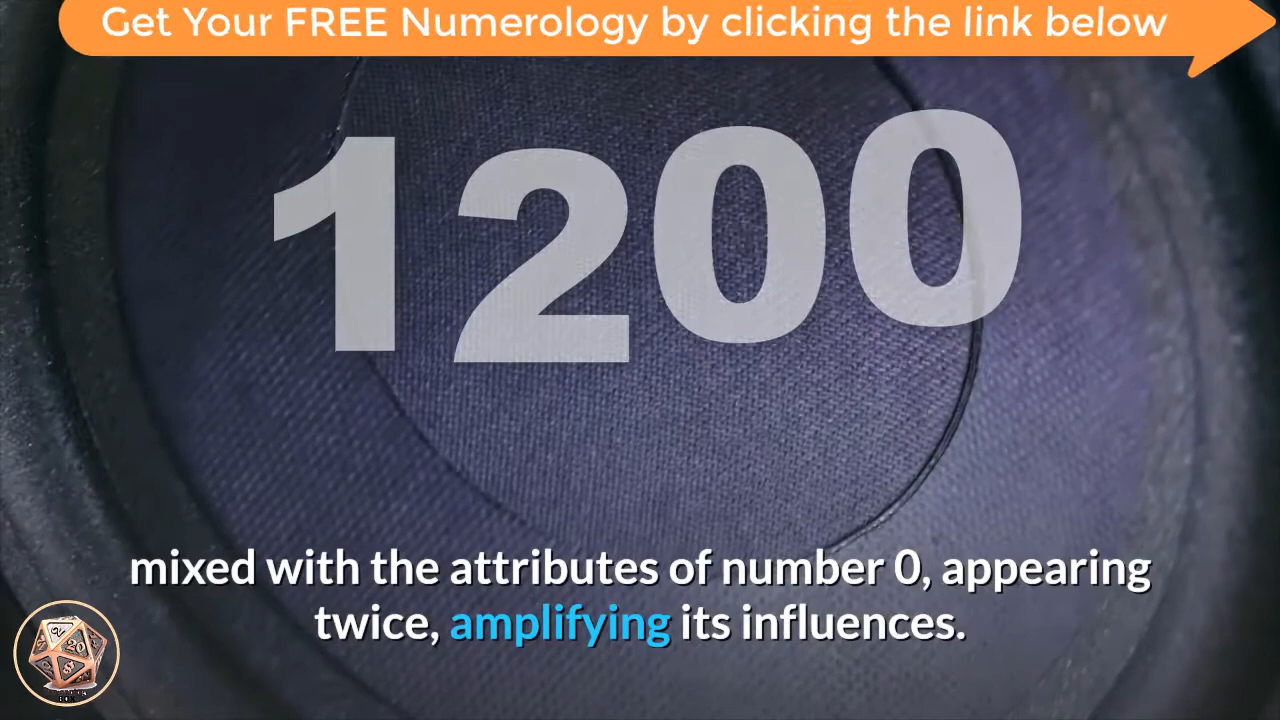 Get Your FREE Numerology by clicking the link below
1200
mixed with the attributes of number 0, appearing
twice, amplifying its influences.
20